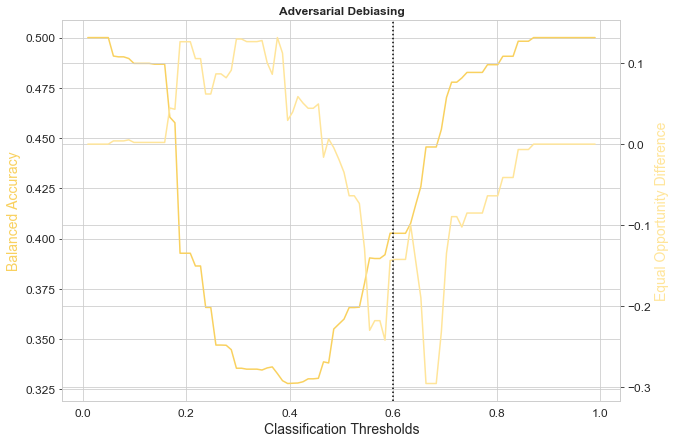 Adversarial Debiasing
0.500
0.475
0.450
0.425
0.400
0.375
0.350
0.325
Balanced Accuracy
0.1
0.0
−0.1
−0.2
−0.3
Equal Opportunity Difference
0.0 0.2 0.4 0.6 0.8 1.0
Classification Thresholds